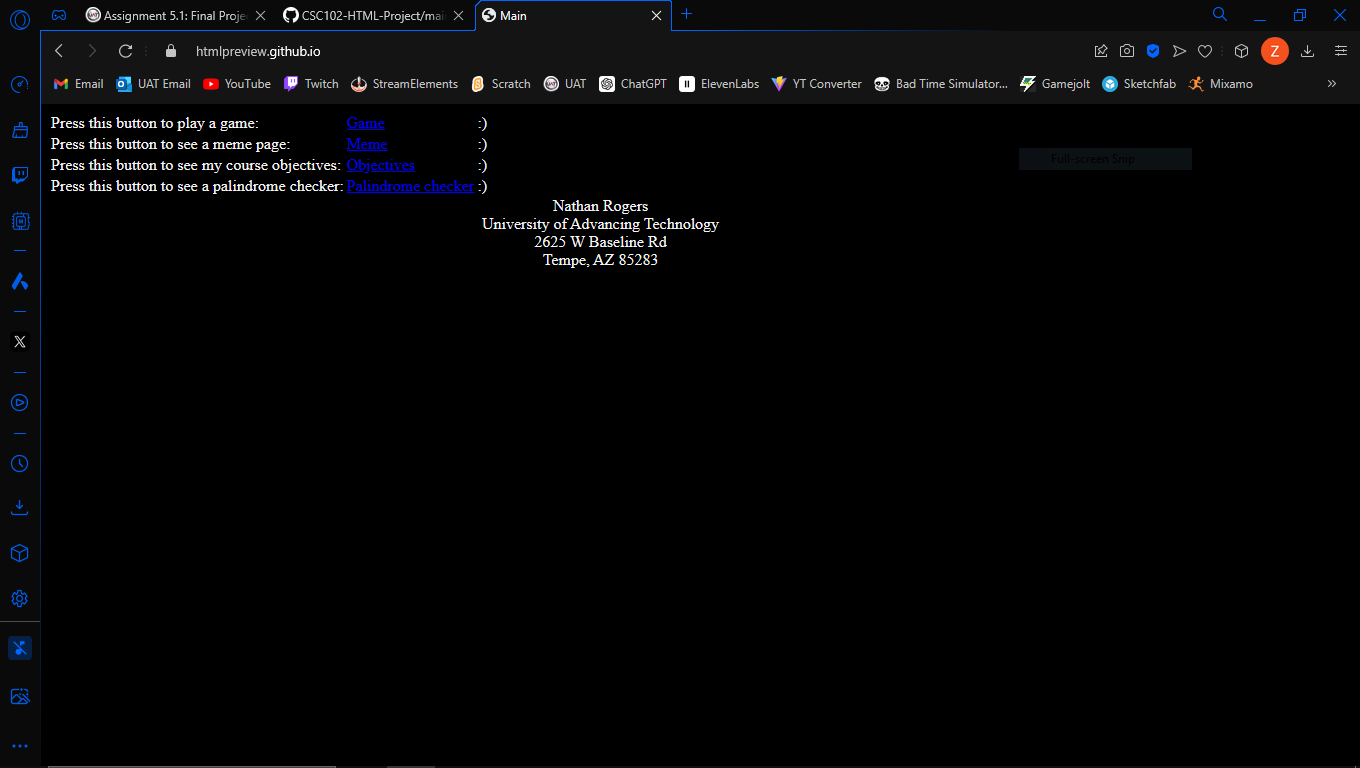 Assignment 5.1: Final Proje
CSC102-HTML-Project/mai
Main
htmlpreview.github.io
Z
Email
UAT Email
YouTube
Twitch
StreamElements
Scratch
UAT
ChatGPT
ElevenLabs
YT Converter
Bad Time Simulator...
Gamejolt
Sketchfab
Mixamo
»
Press this button to play a game: Game :)
Press this button to see a meme page: Meme :)
Press this button to see my course objectives: Objectives :)
Press this button to see a palindrome checker: Palindrome checker :)
Full-screen Snip
Nathan Rogers
University of Advancing Technology
2625 W Baseline Rd
Tempe, AZ 85283